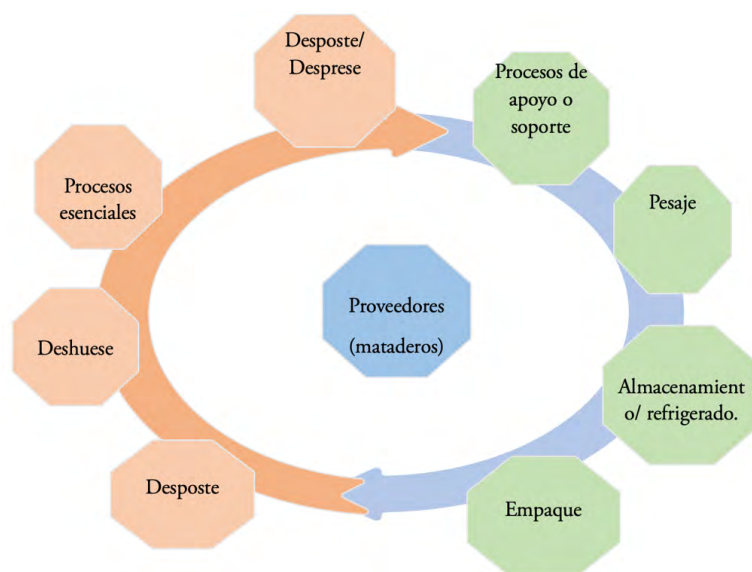 Desposte/
Desprese
Procesos de
apoyo o
soporte
Pesaje
Almacenamient
o/ refrigerado.
Empaque
Desposte
Deshuese
Procesos
esenciales
Proveedores
(mataderos)